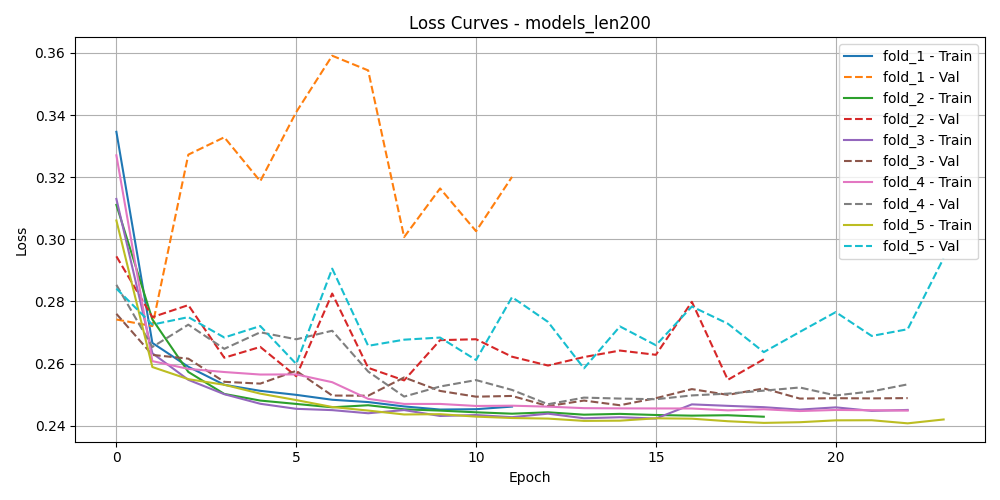 Loss Curves - models_len200
0.36
0.34
0.32
0.30
0.28
0.26
0.24
Loss
0
5
10
15
20
Epoch
fold_1 - Train
fold_1 - Val
fold_2 - Train
fold_2 - Val
fold_3 - Train
fold_3 - Val
fold_4 - Train
fold_4 - Val
fold_5 - Train
fold_5 - Val